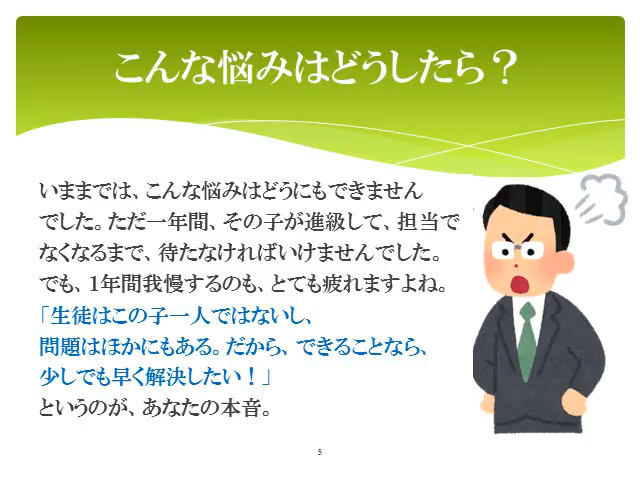 こんな悩みはどうしたら？
いままでは、こんな悩みはどうにもできません
でした。ただ一年間、その子が進級して、担当で
なくなるまで、待たなければいけませんでした。
でも、1年間我慢するのも、とても疲れますよね。
「生徒はこの子一人ではないし、
問題はほかにもある。だから、できることなら、
少しでも早く解決したい！」
というのが、あなたの本音。
5